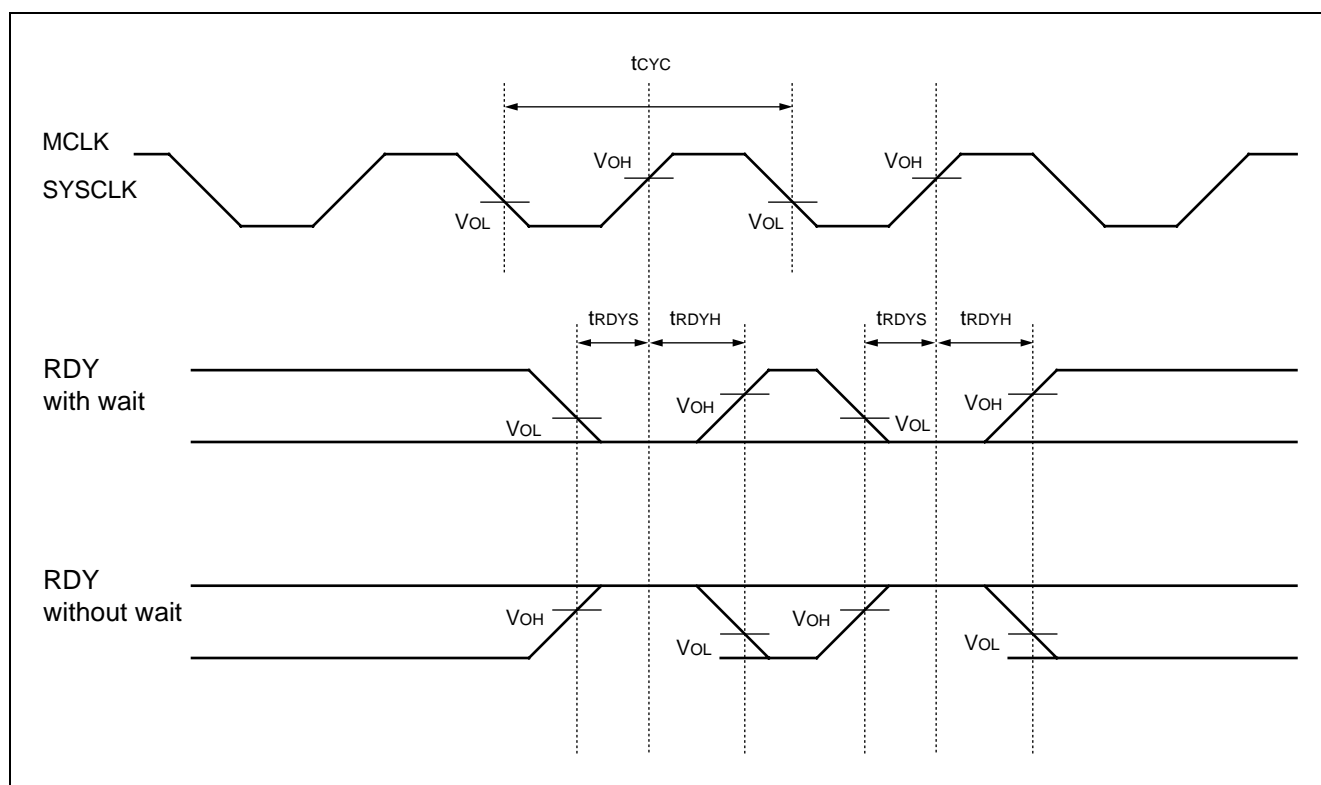 tCYC
MCLK
SYSCLK
VOH
VOH
VOL
VOL
tRDYS
tRDYH
tRDYS
tRDYH
RDY
with wait
VOL
VOH
VOL
VOH
RDY
without wait
VOH
VOL
VOH
VOL